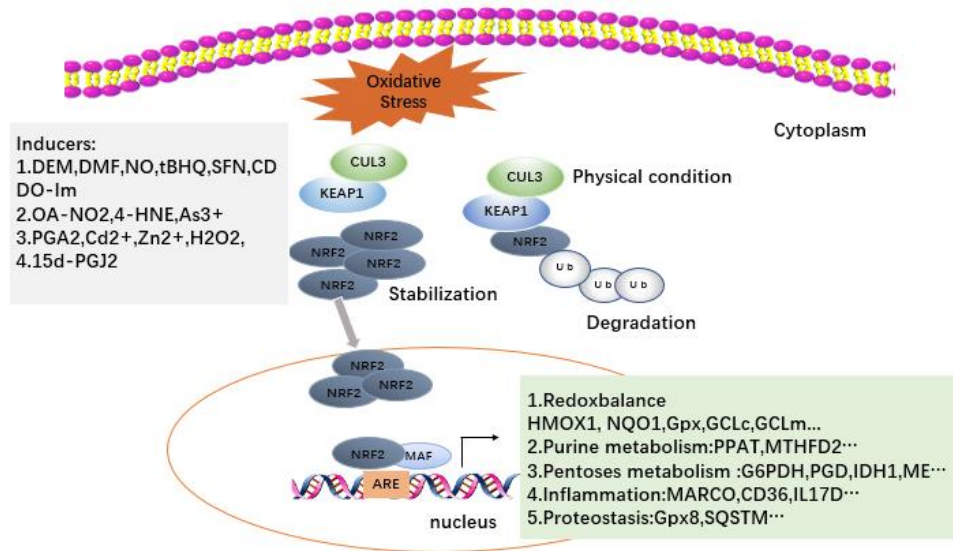 Oxidative
Stress
Cytoplasm
Inducers:
1.DEM,DMF,NO,tBHQ,SFN,CD
DO-Im
2.OA-NO2,4-HNE,As3+
3.PGA2,Cd2+,Zn2+,H2O2,
4.15d-PGJ2
CUL3
KEAP1
NRF2
NRF2
NRF2
NRF2
NRF2
Stabilization
CUL3
Physical condition
KEAP1
NRF2
Ub
Ub
Ub
Degradation
NRF2
NRF2
NRF2
NRF2
MAF
ARE
nucleus
1.Redoxbalance
HMOX1, NQO1,Gpx,GCLc,GCLm...
2.Purine metabolism:PPAT,MTHFD2…
3.Pentoses metabolism :G6PDH,PGD,IDH1,ME…
4.Inflammation:MARCO,CD36,IL17D…
5.Proteostasis:Gpx8,SQSTM…